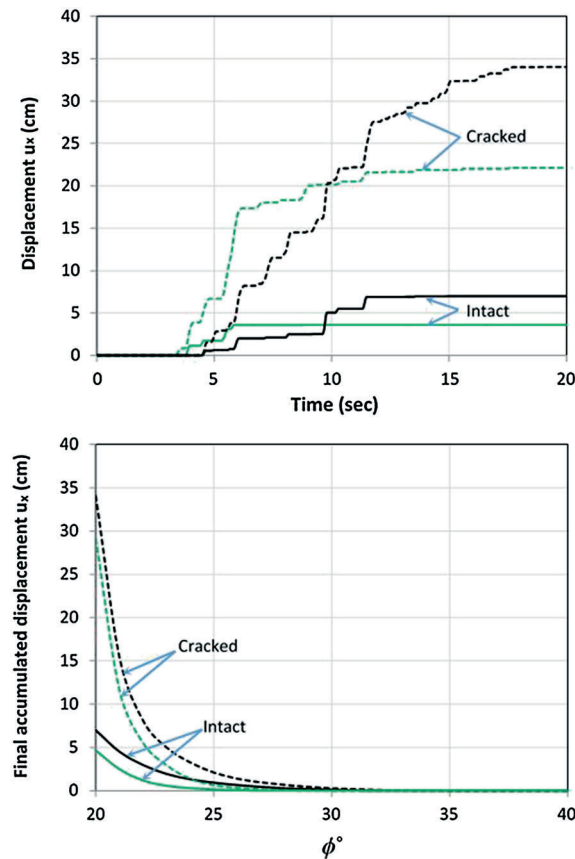 40
35
30
25
20
15
10
5
0
Displacement uₓ (cm)
Cracked
Intact
0 5 10 15 20
Time (sec)
40
35
30
25
20
15
10
5
0
Final accumulated displacement uₓ (cm)
Cracked
Intact
20 25 30 35 40
ϕ°